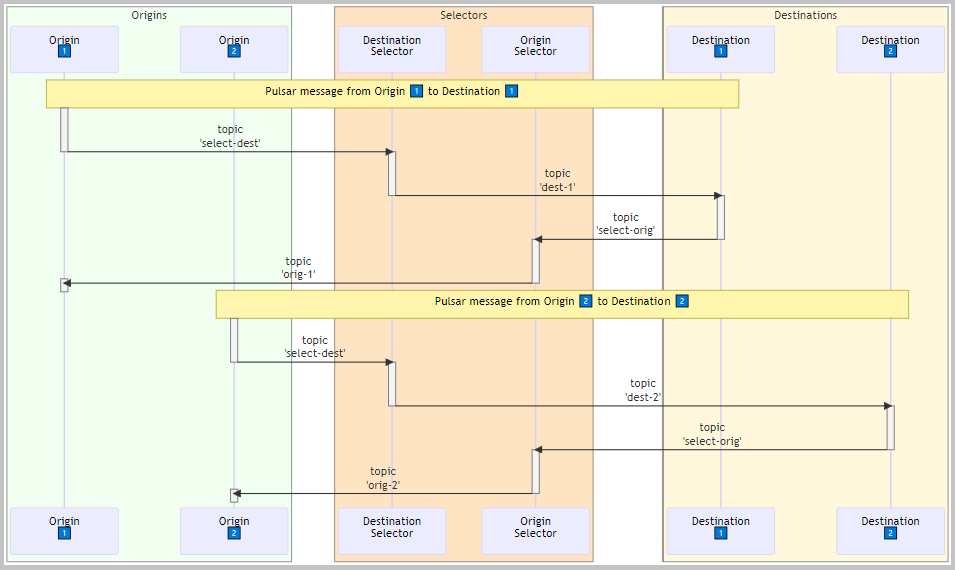 Origins
Selectors
Destinations
Origin
1
Origin
2
Destination
Selector
Origin
Selector
Destination
1
Destination
2
Pulsar message from Origin 1 to Destination 1
topic
'select-dest'
topic
'dest-1'
topic
'select-orig'
topic
'orig-1'
Pulsar message from Origin 2 to Destination 2
topic
'select-dest'
topic
'dest-2'
topic
'select-orig'
topic
'orig-2'
Origin
1
Origin
2
Destination
Selector
Origin
Selector
Destination
1
Destination
2